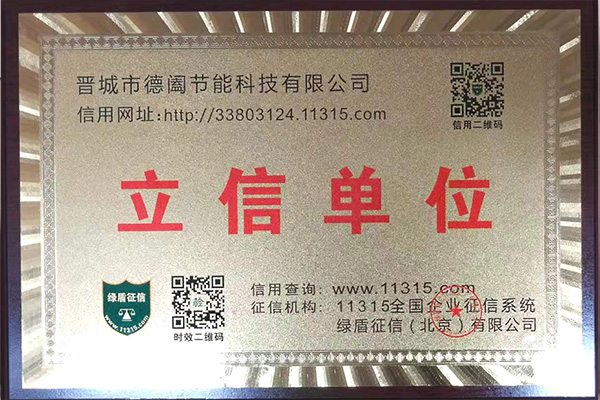 晋城市德阖节能科技有限公司
信用网址:http://33803124.11315.com
信用二维码
立信单位
绿盾征信
www.11315.com
时效二维码
信用查询: www.11315.com
征信机构: 11315全国企业征信系统
绿盾征信(北京)有限公司